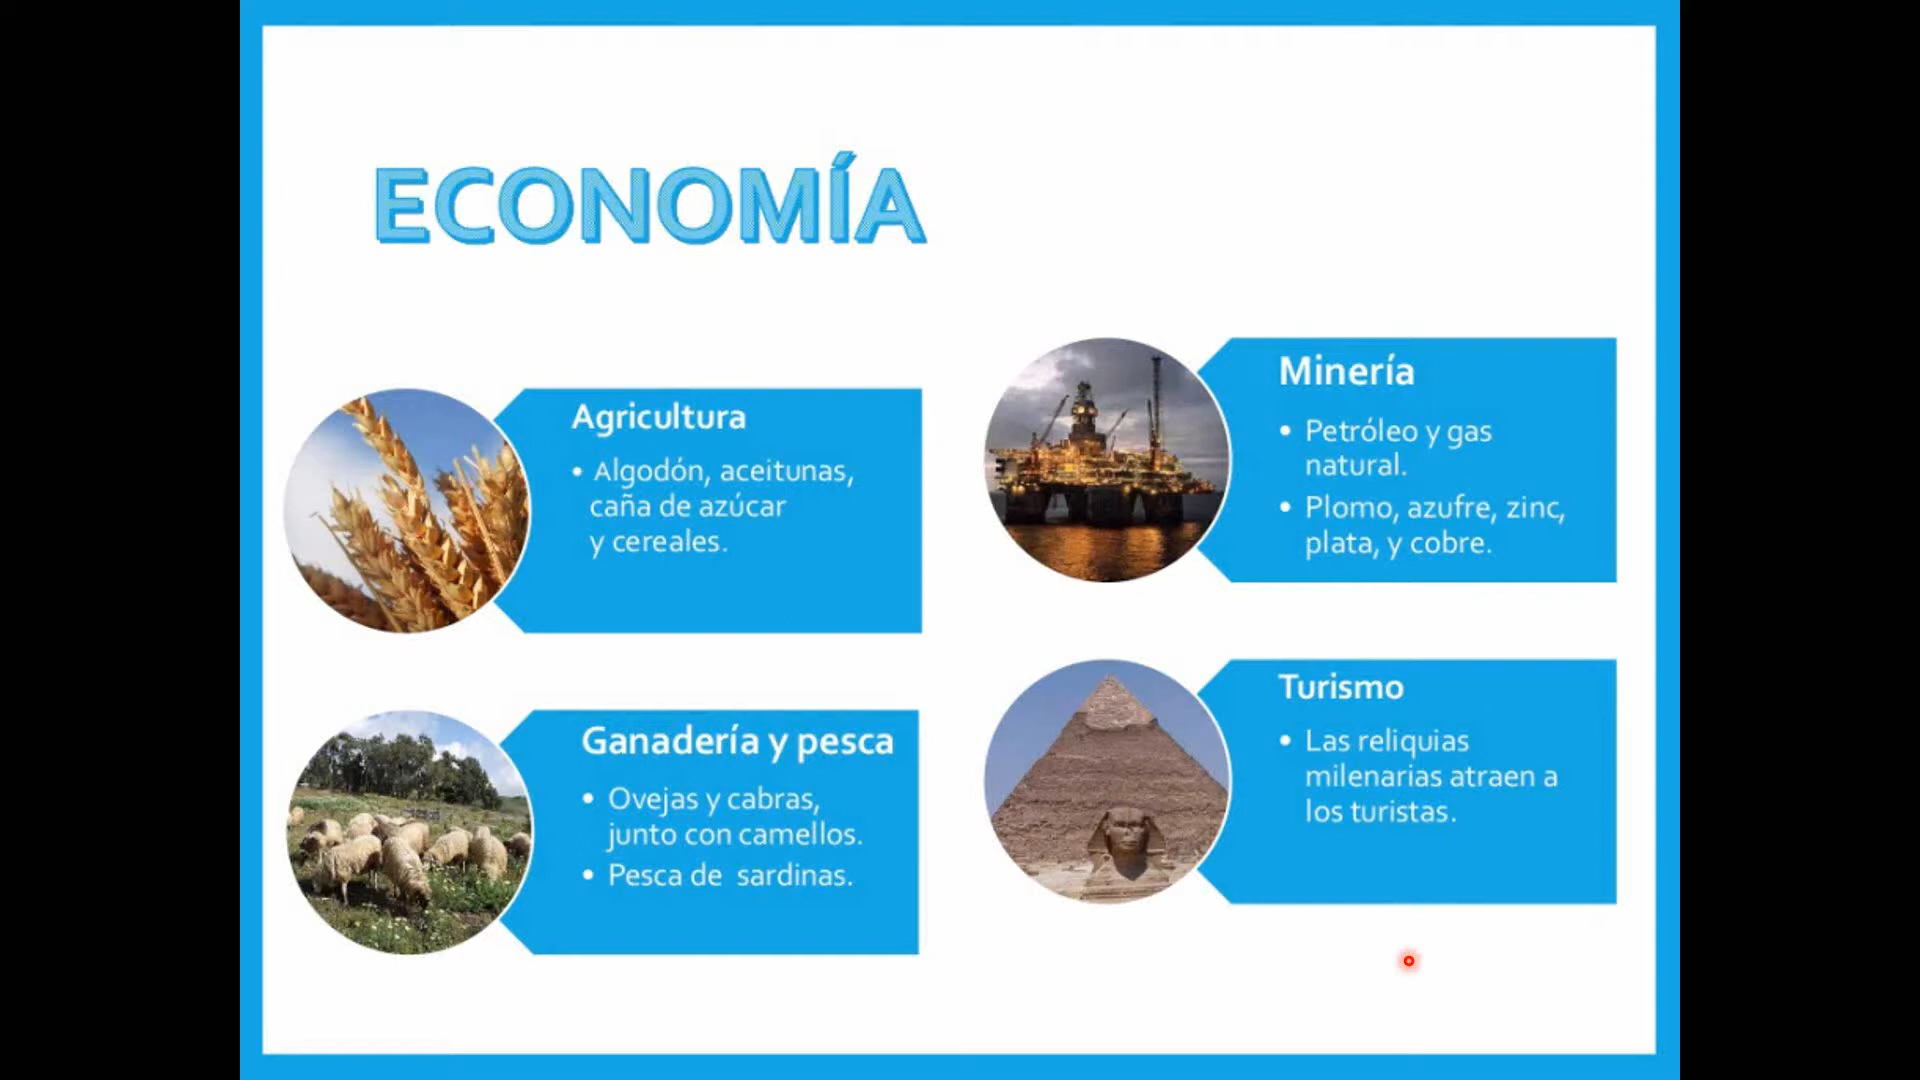 ECONOMÍA
Agricultura
• Algodón, aceitunas,
caña de azúcar
y cereales.
Ganadería y pesca
• Ovejas y cabras,
junto con camellos.
• Pesca de sardinas.
Minería
• Petróleo y gas
natural.
• Plomo, azufre, zinc,
plata, y cobre.
Turismo
• Las reliquias
milenarias atraen a
los turistas.